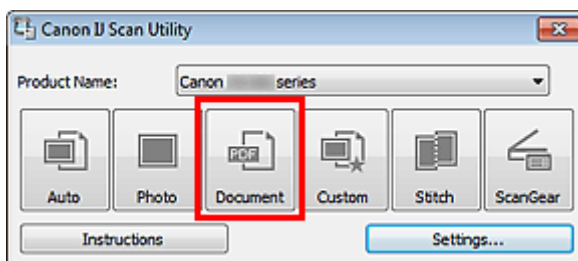 Canon IJ Scan Utility
Product Name: Canon series
PDF
Auto Photo Document Custom Stitch ScanGear
Instructions Settings...